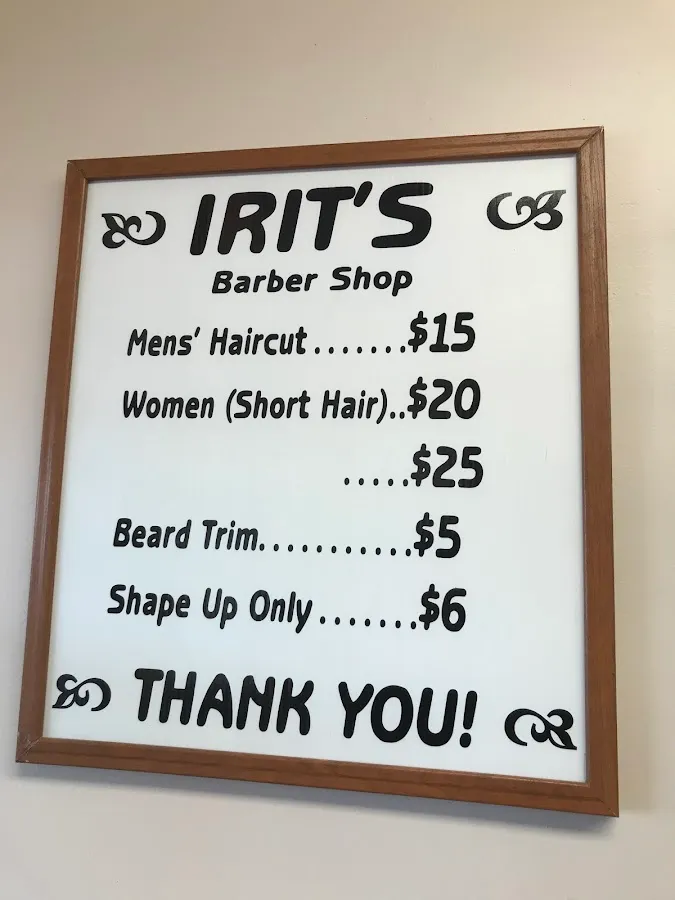 IRIT'S
Barber Shop
Mens' Haircut.......$15
Women (Short Hair)..$20
.....$25
Beard Trim............$5
Shape Up Only.......$6
THANK YOU!